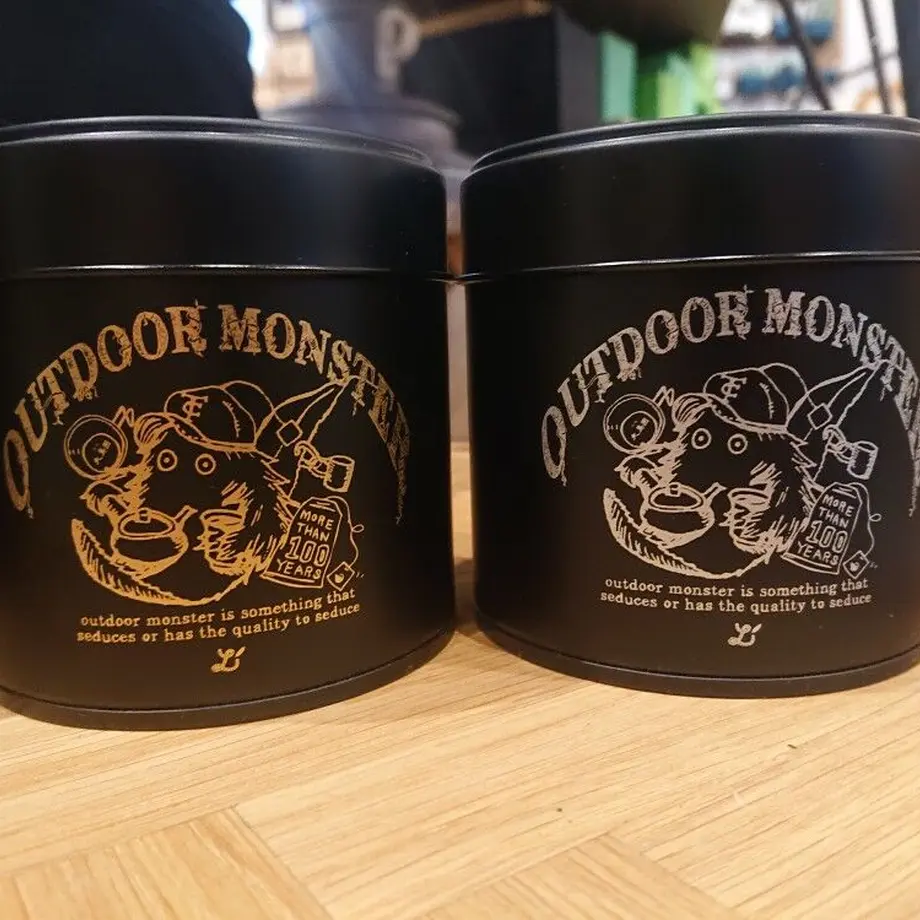 OUTDOOR MONSTER
MORE
THAN
100
YEARS
outdoor monster is something that
seduces or has the quality to seduce
OUTDOOR MONSTER
MORE
THAN
100
YEARS
outdoor monster is something that
seduces or has the quality to seduce
P